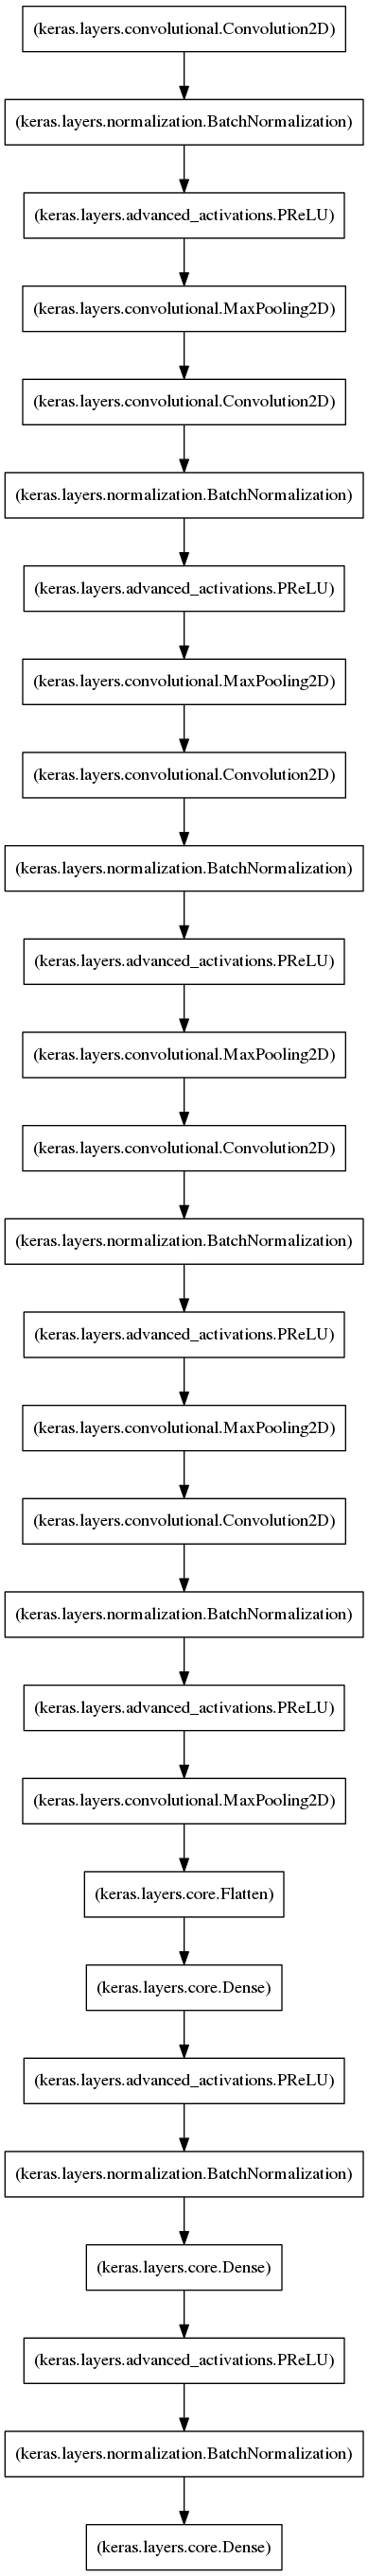 (keras.layers.convolutional.Convolution2D)
(keras.layers.normalization.BatchNormalization)
(keras.layers.advanced_activations.PReLU)
(keras.layers.convolutional.MaxPooling2D)
(keras.layers.convolutional.Convolution2D)
(keras.layers.normalization.BatchNormalization)
(keras.layers.advanced_activations.PReLU)
(keras.layers.convolutional.MaxPooling2D)
(keras.layers.convolutional.Convolution2D)
(keras.layers.normalization.BatchNormalization)
(keras.layers.advanced_activations.PReLU)
(keras.layers.convolutional.MaxPooling2D)
(keras.layers.convolutional.Convolution2D)
(keras.layers.normalization.BatchNormalization)
(keras.layers.advanced_activations.PReLU)
(keras.layers.convolutional.MaxPooling2D)
(keras.layers.convolutional.Convolution2D)
(keras.layers.normalization.BatchNormalization)
(keras.layers.advanced_activations.PReLU)
(keras.layers.convolutional.MaxPooling2D)
(keras.layers.core.Flatten)
(keras.layers.core.Dense)
(keras.layers.advanced_activations.PReLU)
(keras.layers.normalization.BatchNormalization)
(keras.layers.core.Dense)
(keras.layers.advanced_activations.PReLU)
(keras.layers.normalization.BatchNormalization)
(keras.layers.core.Dense)